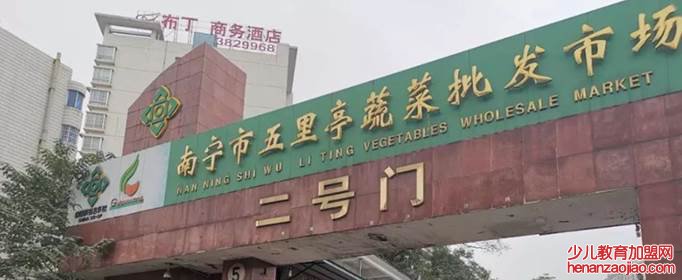 布丁 商务酒店
3829968
南宁市五里亭蔬菜批发市场
NAN NING SHI WU LI TING VEGETABLES WHOLESALE MARKET
二号门
5
少儿教育加盟网
henanzaojiao.com